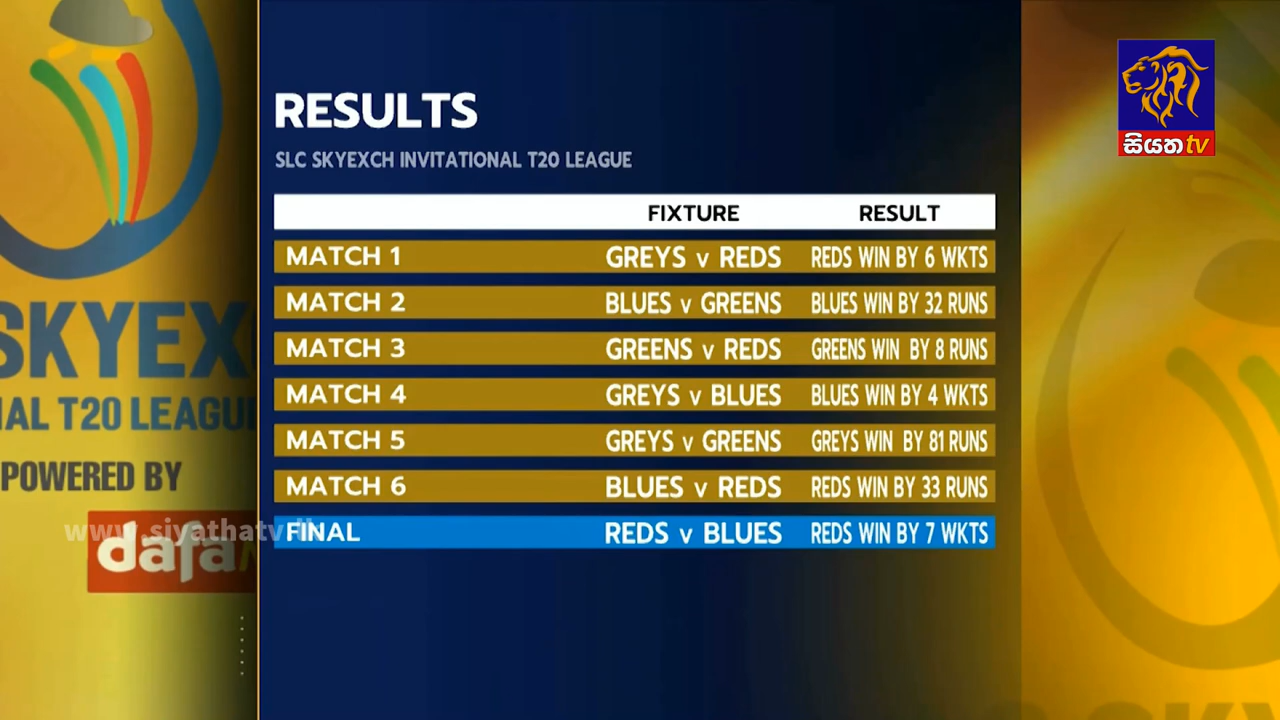 RESULTS
SLC SKYEXCH INVITATIONAL T20 LEAGUE
FIXTURE RESULT
MATCH 1 GREYS v REDS REDS WIN BY 6 WKTS
MATCH 2 BLUES v GREENS BLUES WIN BY 32 RUNS
MATCH 3 GREENS v REDS GREENS WIN BY 8 RUNS
MATCH 4 GREYS v BLUES BLUES WIN BY 4 WKTS
MATCH 5 GREYS v GREENS GREYS WIN BY 81 RUNS
MATCH 6 BLUES v REDS REDS WIN BY 33 RUNS
FINAL REDS v BLUES REDS WIN BY 7 WKTS
SKYEX
IAL T20 LEAGU
POWERED BY
www.siyathatv.l
dafa
සියත tv